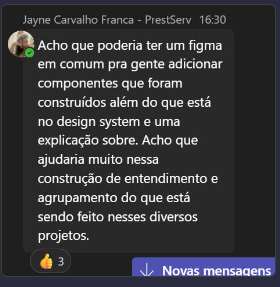 Jayne Carvalho Franca - PrestServ 16:30
Acho que poderia ter um figma
em comum pra gente adicionar
componentes que foram
construídos além do que está
no design system e uma
explicação sobre. Acho que
ajudaria muito nessa
construção de entendimento e
agrupamento do que está
sendo feito nesses diversos
projetos.
3
Novas mensagens